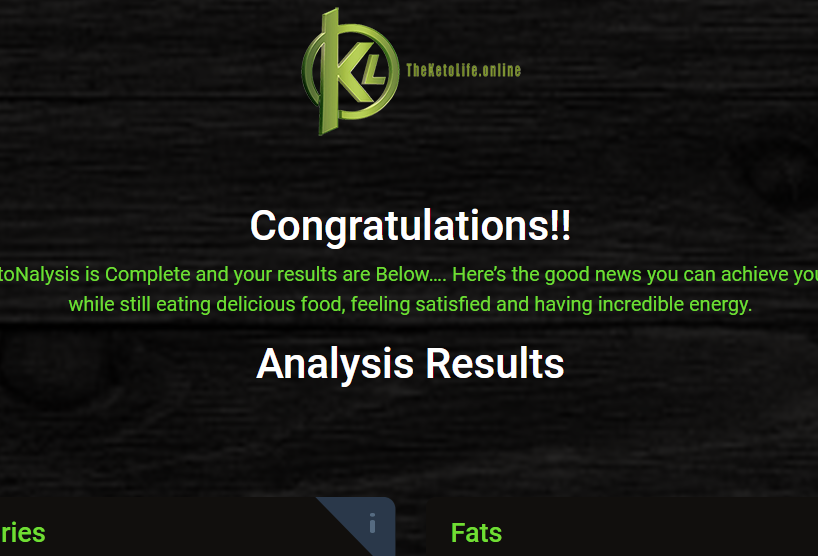 KL
TheKetoLife.online
Congratulations!!
toNalysis is Complete and your results are Below.... Here's the good news you can achieve you
while still eating delicious food, feeling satisfied and having incredible energy.
Analysis Results
ries
Fats